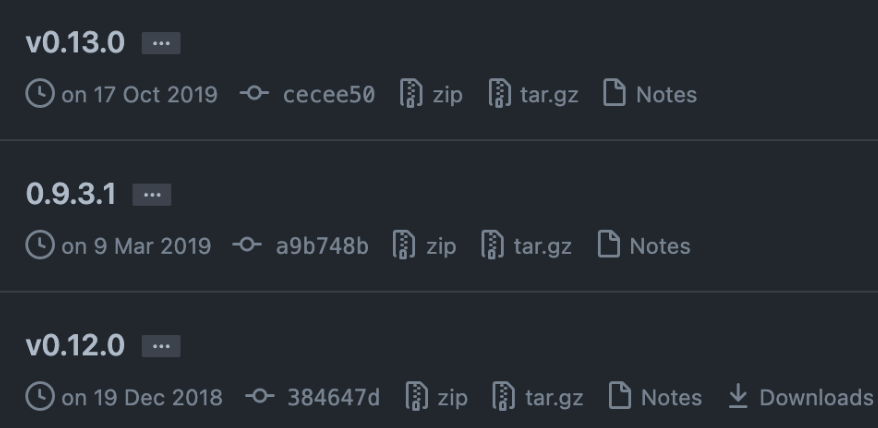 v0.13.0 ...
on 17 Oct 2019 cecee50 zip tar.gz Notes
0.9.3.1 ...
on 9 Mar 2019 a9b748b zip tar.gz Notes
v0.12.0 ...
on 19 Dec 2018 384647d zip tar.gz Notes Downloads